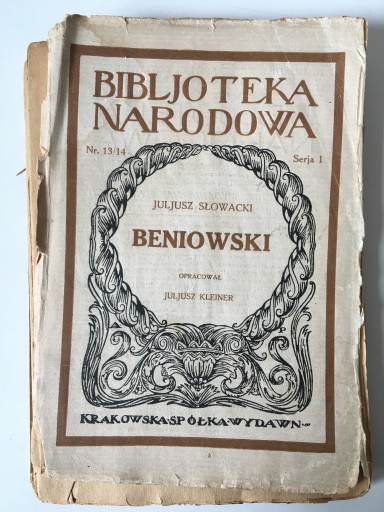 BIBLJOTEKA
NARODOWA
Nr. 13/14 Serja I
JULJUSZ SŁOWACKI
BENIOWSKI
OPRACOWAŁ
JULJUSZ KLEINER
KRAKOWSKA·SPÓŁKA·WYDAWN